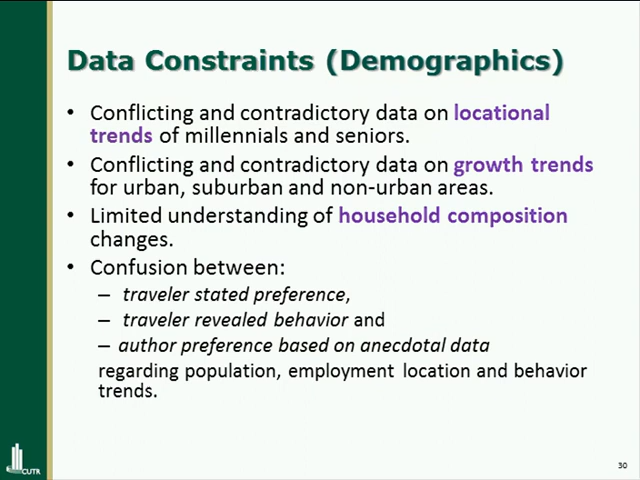 Data Constraints (Demographics)
• Conflicting and contradictory data on locational
trends of millennials and seniors.
• Conflicting and contradictory data on growth trends
for urban, suburban and non-urban areas.
• Limited understanding of household composition
changes.
• Confusion between:
– traveler stated preference,
– traveler revealed behavior and
– author preference based on anecdotal data
regarding population, employment location and behavior
trends.
CUTR
30